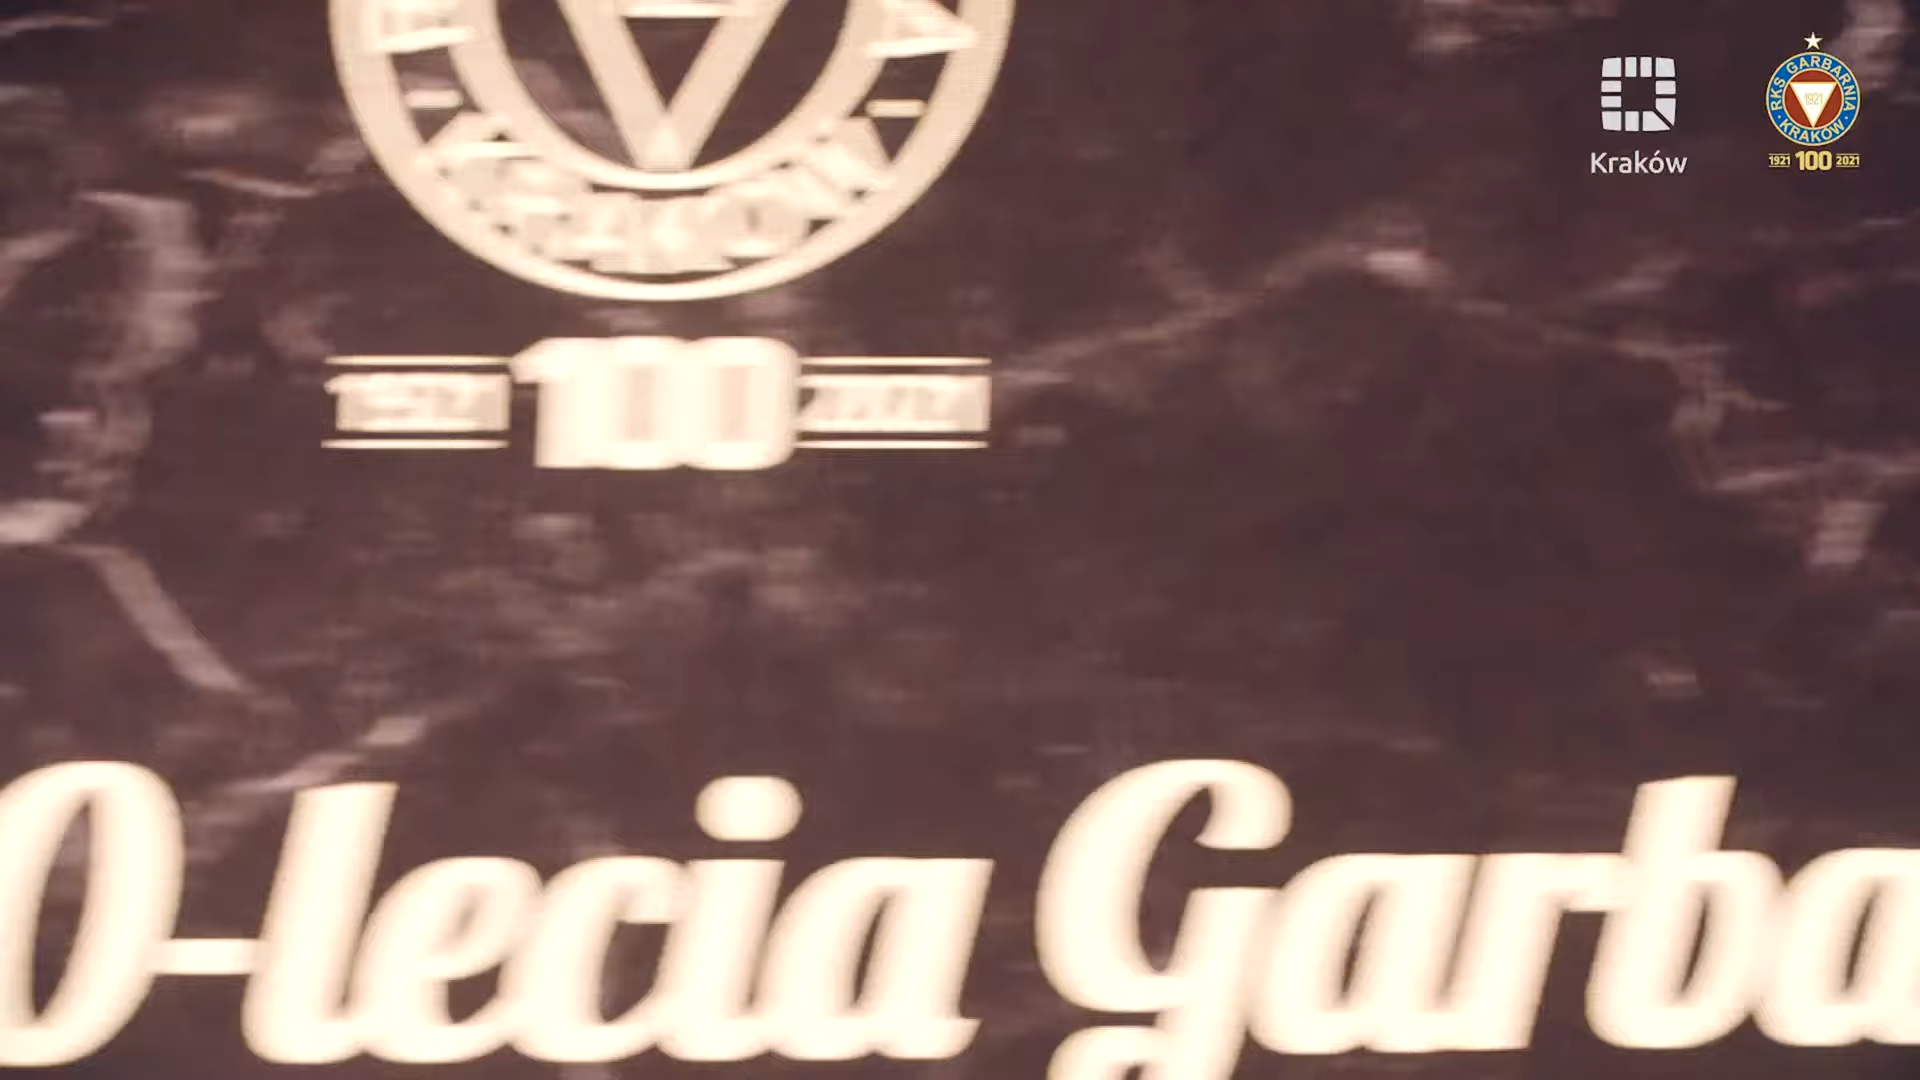 RKS GARBARNIA
1921
KRAKÓW
1921 100 2021
Kraków
100
0-lecia Garba